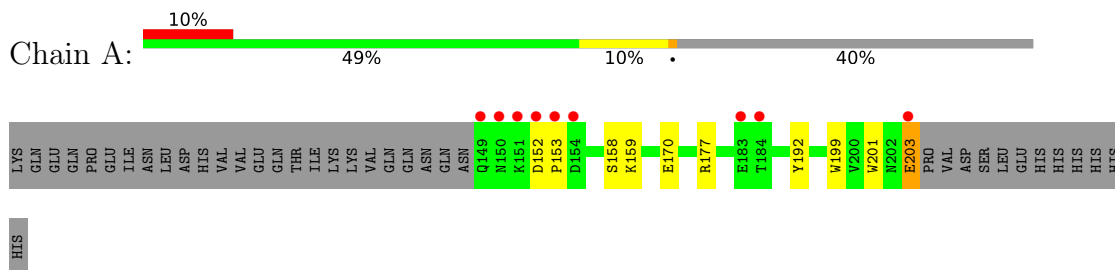 10%
Chain A:
49% 10% • 40%
LYS GLN GLU GLN PRO GLU ILE ASN LEU ASP HIS VAL VAL GLU GLN THR ILE LYS LYS VAL GLN GLN ASN GLN ASN Q149 N150 K151 D152 P153 D154 S158 K159 E170 R177 E183 T184 Y192 W199 V200 W201 N202 E203 PRO VAL ASP SER LEU GLU HIS HIS HIS HIS HIS
HIS